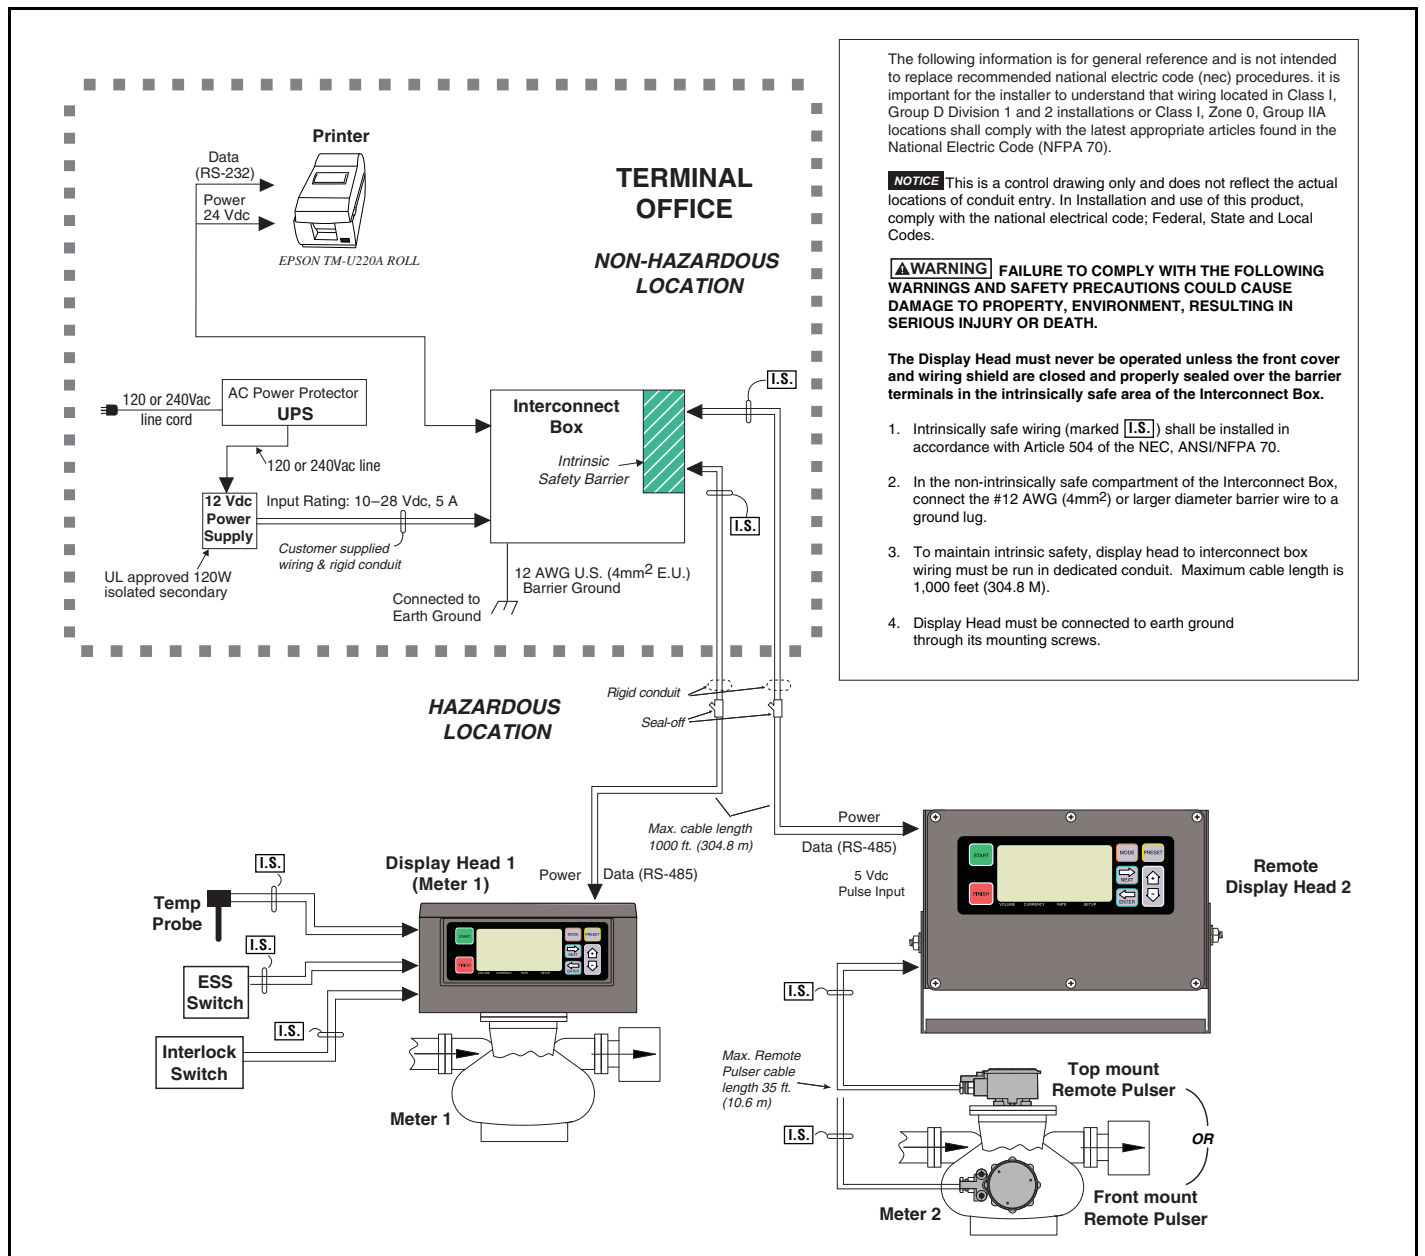 Printer
Data
(RS-232)
Power
24 Vdc
EPSON TM-U220A ROLL
TERMINAL
OFFICE
NON-HAZARDOUS
LOCATION
120 or 240Vac
line cord
AC Power Protector
UPS
120 or 240Vac line
12 Vdc
Power
Supply
Input Rating: 10–28 Vdc, 5 A
Customer supplied
wiring & rigid conduit
UL approved 120W
isolated secondary
Interconnect
Box
Intrinsic
Safety Barrier
I.S.
I.S.
12 AWG U.S. (4mm2 E.U.)
Barrier Ground
Connected to
Earth Ground
The following information is for general reference and is not intended
to replace recommended national electric code (nec) procedures. it is
important for the installer to understand that wiring located in Class I,
Group D Division 1 and 2 installations or Class I, Zone 0, Group IIA
locations shall comply with the latest appropriate articles found in the
National Electric Code (NFPA 70).
NOTICE This is a control drawing only and does not reflect the actual
locations of conduit entry. In Installation and use of this product,
comply with the national electrical code; Federal, State and Local
Codes.
WARNING FAILURE TO COMPLY WITH THE FOLLOWING
WARNINGS AND SAFETY PRECAUTIONS COULD CAUSE
DAMAGE TO PROPERTY, ENVIRONMENT, RESULTING IN
SERIOUS INJURY OR DEATH.
The Display Head must never be operated unless the front cover
and wiring shield are closed and properly sealed over the barrier
terminals in the intrinsically safe area of the Interconnect Box.
1. Intrinsically safe wiring (marked I.S.) shall be installed in
accordance with Article 504 of the NEC, ANSI/NFPA 70.
2. In the non-intrinsically safe compartment of the Interconnect Box,
connect the #12 AWG (4mm2) or larger diameter barrier wire to a
ground lug.
3. To maintain intrinsic safety, display head to interconnect box
wiring must be run in dedicated conduit. Maximum cable length is
1,000 feet (304.8 M).
4. Display Head must be connected to earth ground
through its mounting screws.
HAZARDOUS
LOCATION
Rigid conduit
Seal-off
Max. cable length
1000 ft. (304.8 m)
Power
Data (RS-485)
5 Vdc
Pulse Input
START
FINISH
MODE
PRESET
NEXT
ENTER
VOLUME CURRENCY RATE SETUP
Remote
Display Head 2
Display Head 1
(Meter 1)
Power
Data (RS-485)
I.S.
Temp
Probe
I.S.
ESS
Switch
I.S.
Interlock
Switch
START
FINISH
MODE
PRESET
NEXT
ENTER
VOLUME CURRENCY RATE SETUP
Meter 1
I.S.
Max. Remote
Pulser cable
length 35 ft.
(10.6 m)
I.S.
Top mount
Remote Pulser
OR
Front mount
Remote Pulser
Meter 2